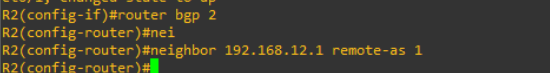 R2(config-if)#router bgp 2
R2(config-router)#nei
R2(config-router)#neighbor 192.168.12.1 remote-as 1
R2(config-router)#